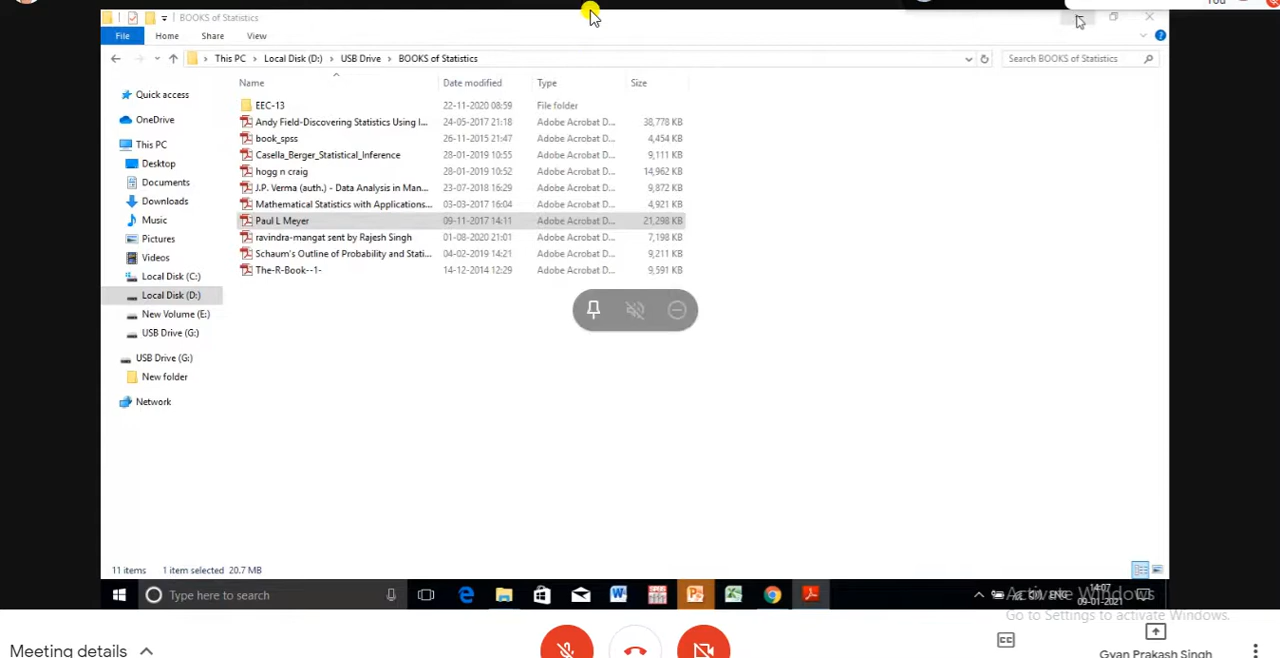 You
BOOKS of Statistics
File Home Share View
This PC Local Disk (D:) USB Drive BOOKS of Statistics Search BOOKS of Statistics
Name Date modified Type Size
Quick access
OneDrive
This PC
Desktop
Documents
Downloads
Music
Pictures
Videos
Local Disk (C:)
Local Disk (D:)
New Volume (E:)
USB Drive (G:)
USB Drive (G:)
New folder
Network
EEC-13 22-11-2020 08:59 File folder
Andy Field-Discovering Statistics Using I... 24-05-2017 21:18 Adobe Acrobat D... 38,778 KB
book_spss 26-11-2015 21:47 Adobe Acrobat D... 4,454 KB
Casella_Berger_Statistical_Inference 28-01-2019 10:55 Adobe Acrobat D... 9,111 KB
hogg n craig 28-01-2019 10:52 Adobe Acrobat D... 14,962 KB
J.P. Verma (auth.) - Data Analysis in Man... 23-07-2018 16:29 Adobe Acrobat D... 9,872 KB
Mathematical Statistics with Applications... 03-03-2017 16:04 Adobe Acrobat D... 4,921 KB
Paul L Meyer 09-11-2017 14:11 Adobe Acrobat D... 21,298 KB
ravindra-mangat sent by Rajesh Singh 01-08-2020 21:01 Adobe Acrobat D... 7,198 KB
Schaum's Outline of Probability and Stati... 04-02-2019 14:21 Adobe Acrobat D... 9,211 KB
The-R-Book--1- 14-12-2014 12:29 Adobe Acrobat D... 9,591 KB
11 items 1 item selected 20.7 MB
Type here to search
ENG
14:07
09-01-2021
Activate Windows
Go to Settings to activate Windows.
Meeting details
CC
Gyan Prakash Singh